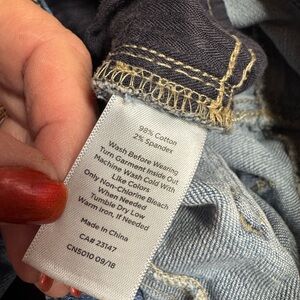 98% Cotton
2% Spandex
Wash Before Wearing
Turn Garment Inside Out
Machine Wash Cold With
Like Colors
Only Non-Chlorine Bleach
When Needed
Tumble Dry Low
Warm Iron, If Needed
Made in China
CA# 23147
CN5010 09/18